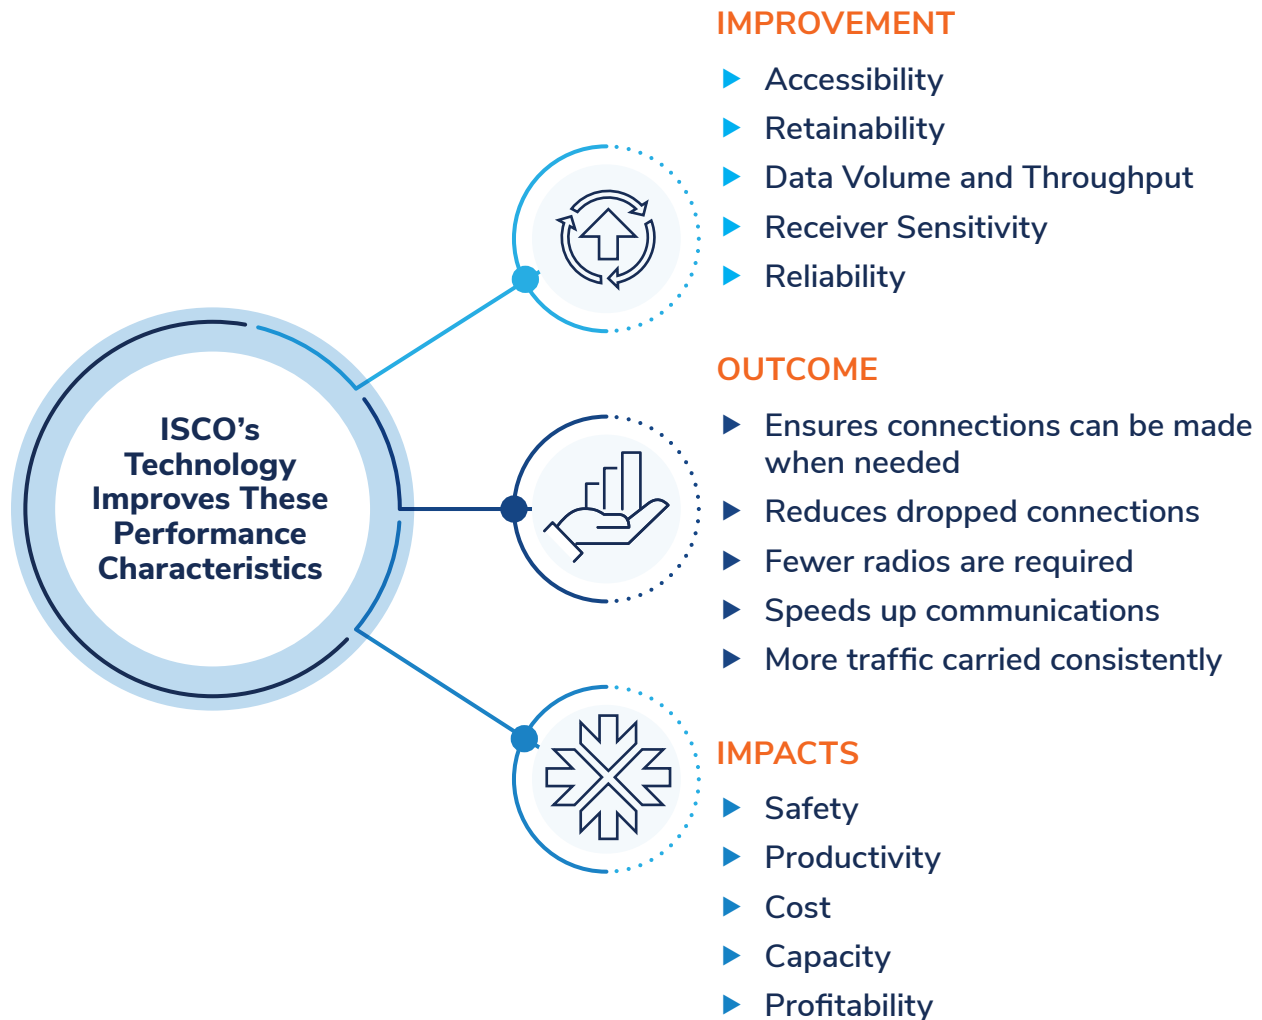 ISCO’s
Technology
Improves These
Performance
Characteristics
IMPROVEMENT
Accessibility
Retainability
Data Volume and Throughput
Receiver Sensitivity
Reliability
OUTCOME
Ensures connections can be made
when needed
Reduces dropped connections
Fewer radios are required
Speeds up communications
More traffic carried consistently
IMPACTS
Safety
Productivity
Cost
Capacity
Profitability